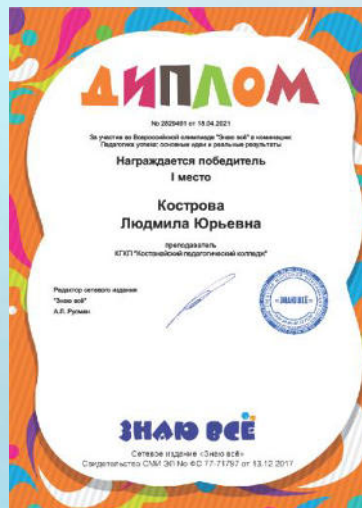 ДИПЛОМ
No 2829461 от 18.04.2021
За участие во Всероссийской олимпиаде "Знаю всё" в номинации:
Педагогика успеха: основные идеи и реальные результаты
Награждается победитель
I место
Кострова
Людмила Юрьевна
преподаватель
КГКП "Костанайский педагогический колледж"
Редактор сетевого издания
"Знаю всё"
А.Л.
«ЗНАЮ ВСЁ»
ЗНАЮ ВСЁ
Сетевое издание «Знаю всё»
Свидетельство СМИ ЭЛ No ФС 77-71797 от 13.12.2017